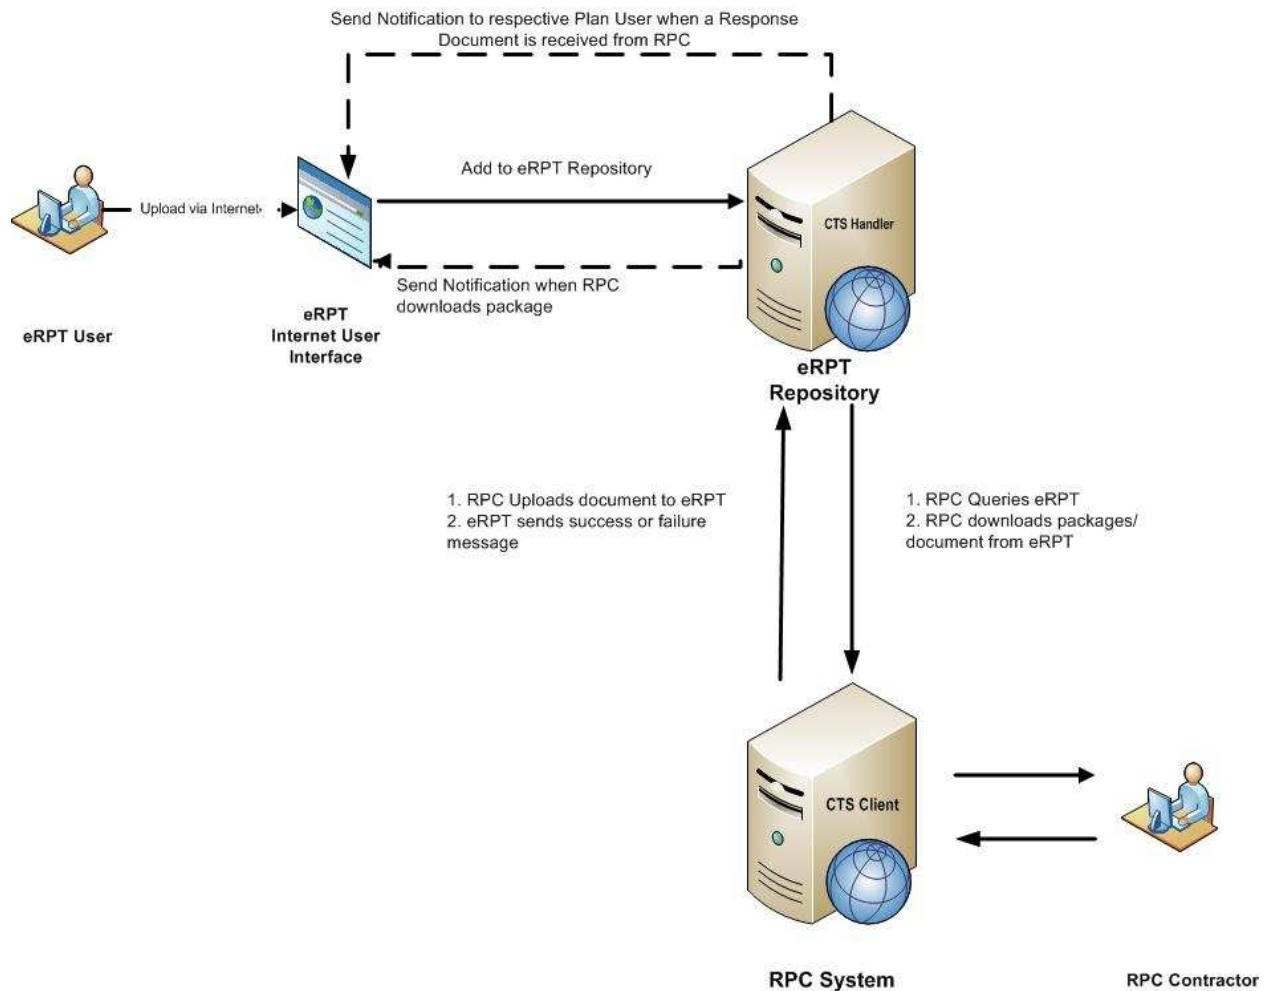 Send Notification to respective Plan User when a Response
Document is received from RPC
Add to eRPT Repository
Upload via Internet
CTS Handler
Send Notification when RPC
downloads package
eRPT User
eRPT
Internet User
Interface
eRPT
Repository
1. RPC Uploads document to eRPT
2. eRPT sends success or failure
message
1. RPC Queries eRPT
2. RPC downloads packages/
document from eRPT
CTS Client
RPC System
RPC Contractor